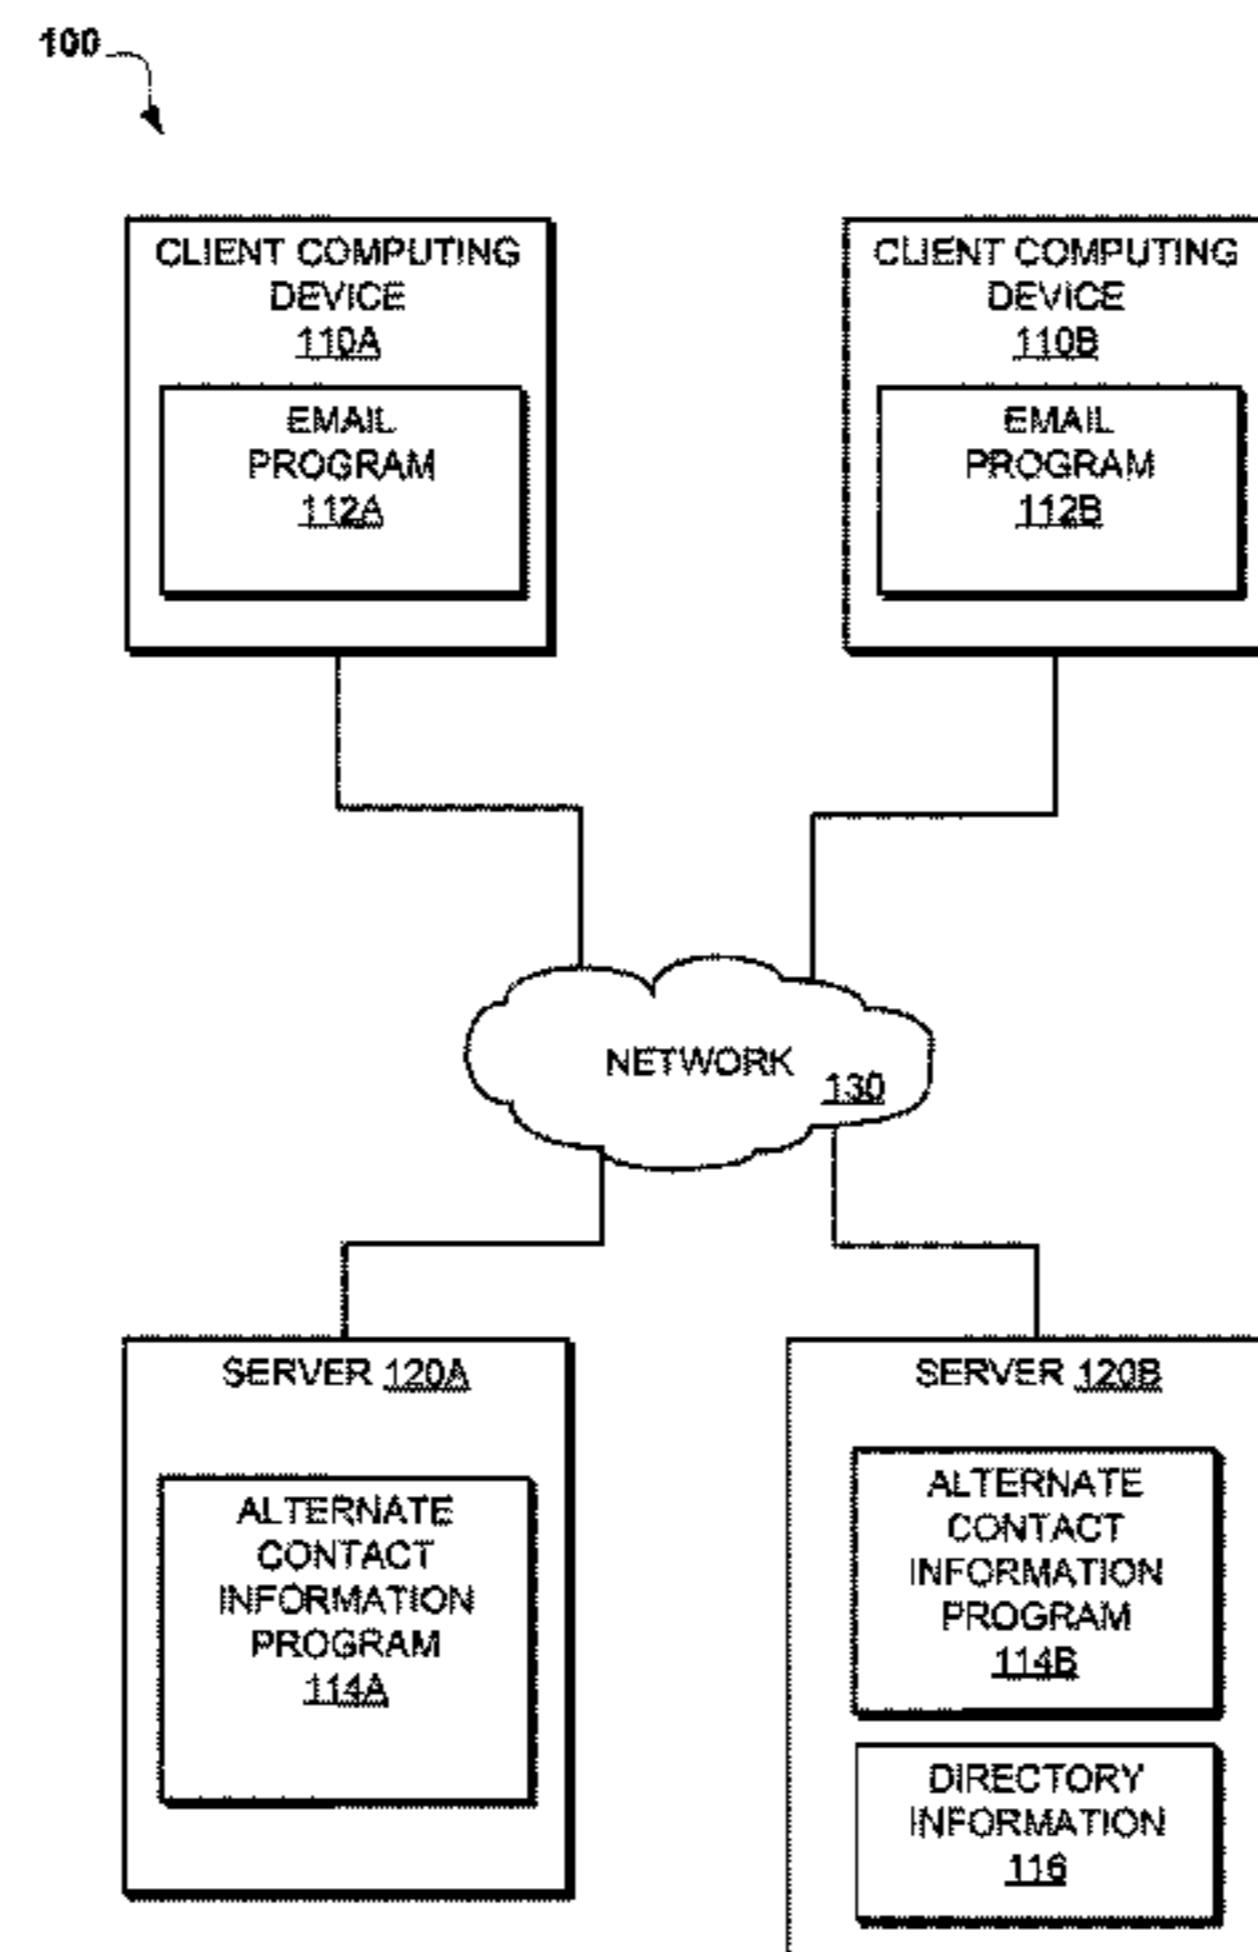 100
CLIENT COMPUTING
DEVICE
110A
EMAIL
PROGRAM
112A
CLIENT COMPUTING
DEVICE
110B
EMAIL
PROGRAM
112B
NETWORK
130
SERVER 120A
ALTERNATE
CONTACT
INFORMATION
PROGRAM
114A
SERVER 120B
ALTERNATE
CONTACT
INFORMATION
PROGRAM
114B
DIRECTORY
INFORMATION
116